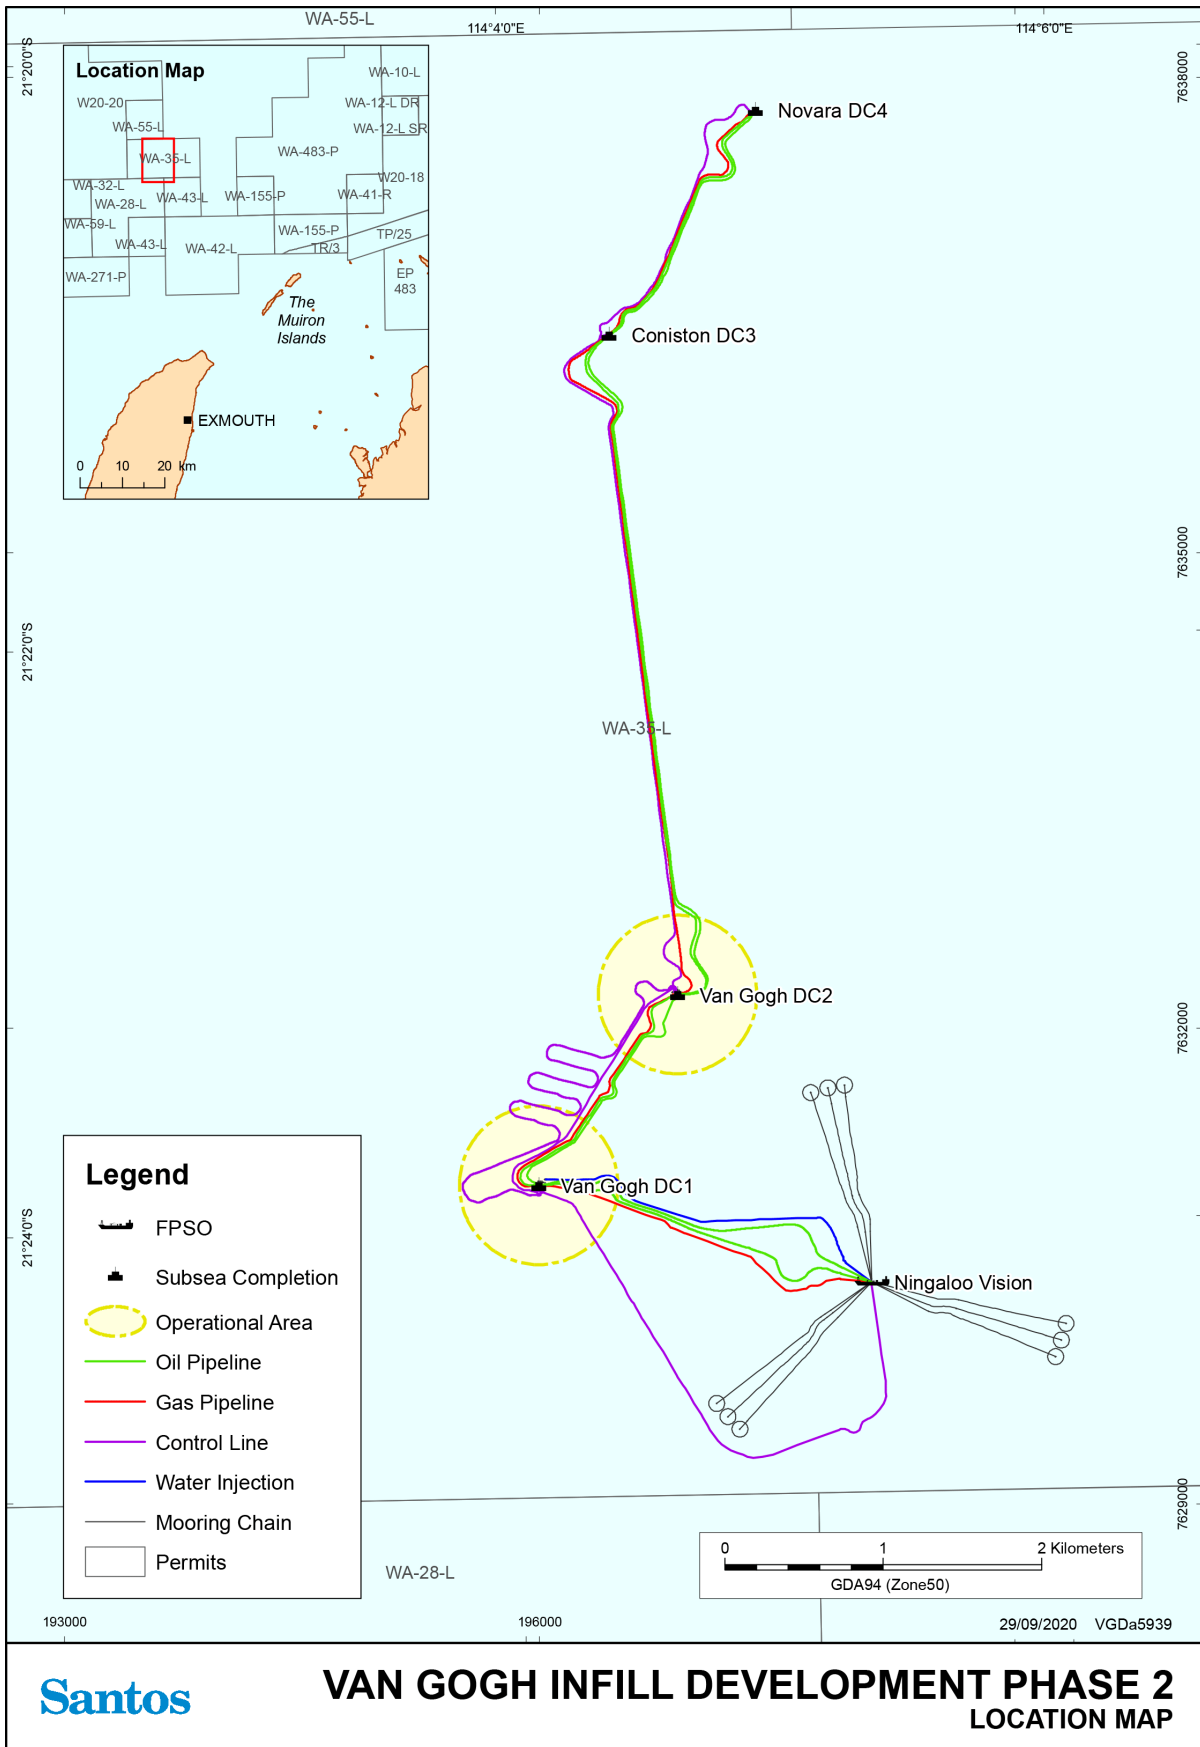 WA-55-L
114°4'0"E
114°6'0"E
21°20'0"S
7638000
Location Map
WA-10-L
W20-20
WA-12-L DR
WA-55-L
WA-12-L SR
WA-35-L
WA-483-P
WA-32-L
W20-18
WA-28-L
WA-43-L
WA-155-P
WA-41-R
WA-59-L
WA-155-P
TP/25
WA-43-L
WA-42-L
TR/3
WA-271-P
EP
483
The
Muiron
Islands
EXMOUTH
0 10 20 km
Novara DC4
Coniston DC3
7635000
21°22'0"S
WA-35-L
Van Gogh DC2
7632000
Van Gogh DC1
21°24'0"S
Ningaloo Vision
Legend
FPSO
Subsea Completion
Operational Area
Oil Pipeline
Gas Pipeline
Control Line
Water Injection
Mooring Chain
Permits
7629000
WA-28-L
0 1 2 Kilometers
GDA94 (Zone50)
193000
196000
29/09/2020 VGDa5939
Santos
VAN GOGH INFILL DEVELOPMENT PHASE 2
LOCATION MAP